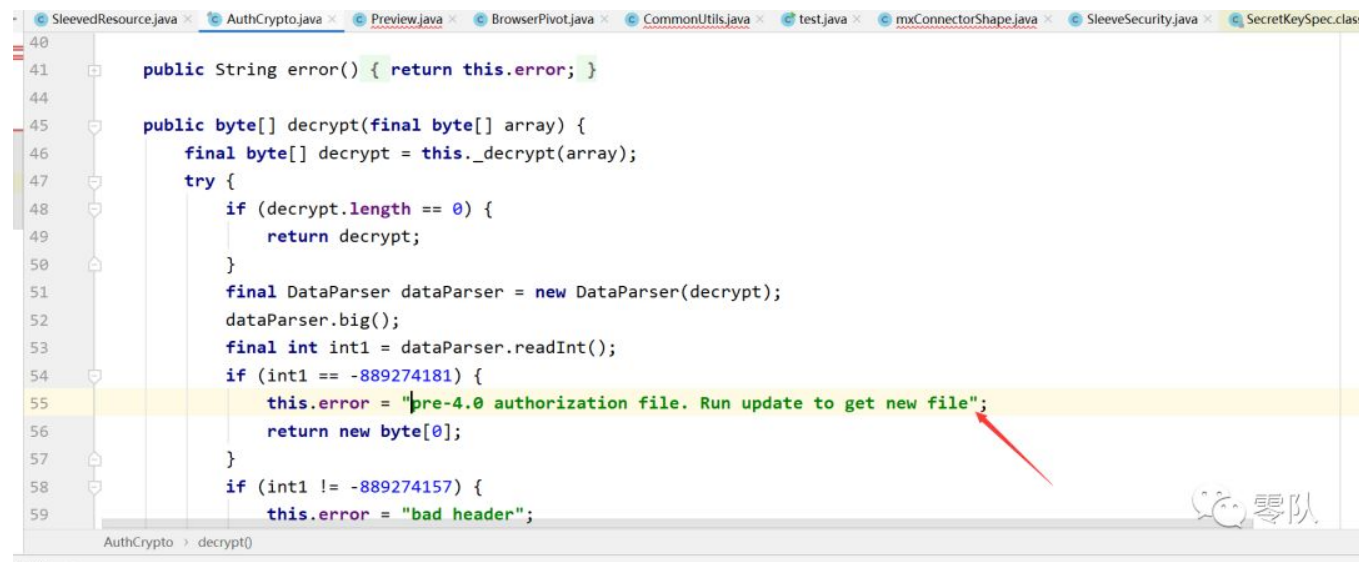 SleevedResource.java × AuthCrypto.java × Preview.java × BrowserPivot.java × CommonUtils.java × test.java × mxConnectorShape.java × SleeveSecurity.java × SecretKeySpec.class
40
41 public String error() { return this.error; }
44
45 public byte[] decrypt(final byte[] array) {
46 final byte[] decrypt = this._decrypt(array);
47 try {
48 if (decrypt.length == 0) {
49 return decrypt;
50 }
51 final DataParser dataParser = new DataParser(decrypt);
52 dataParser.big();
53 final int int1 = dataParser.readInt();
54 if (int1 == -889274181) {
55 this.error = "pre-4.0 authorization file. Run update to get new file";
56 return new byte[0];
57 }
58 if (int1 != -889274157) {
59 this.error = "bad header";
零队
AuthCrypto › decrypt()